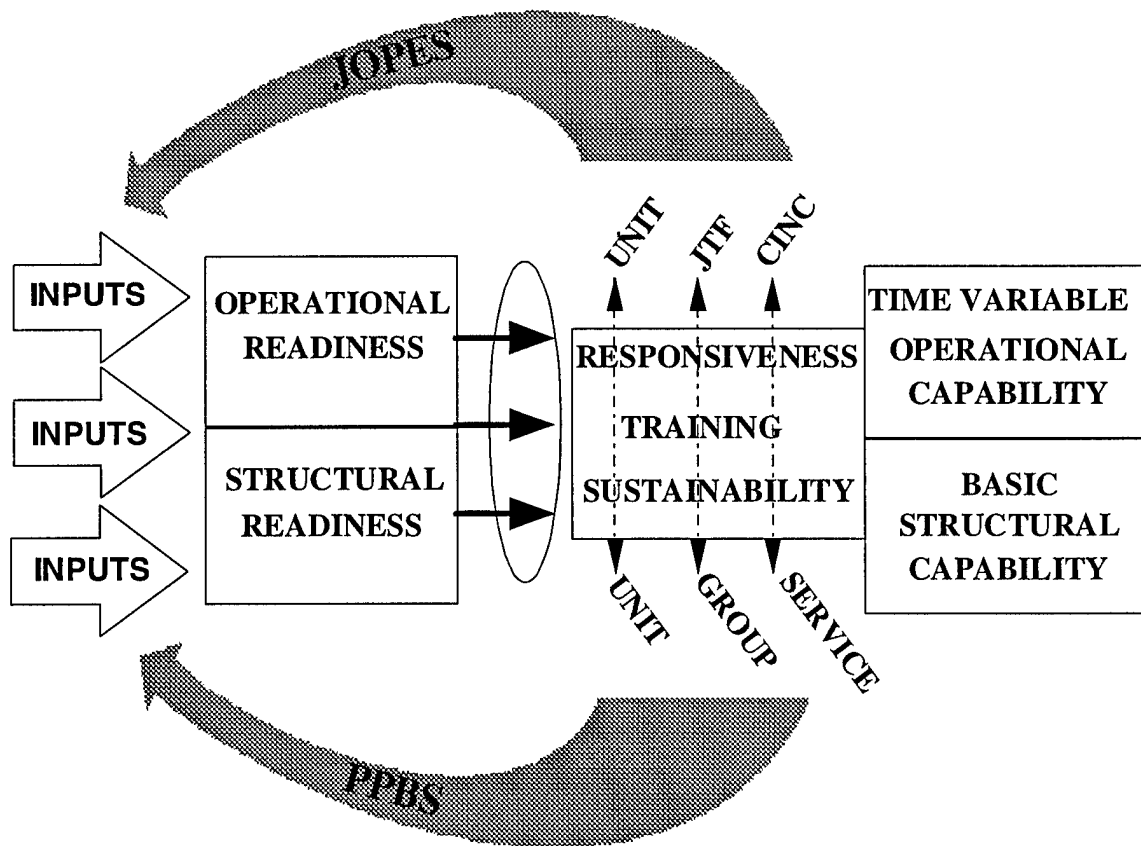 JOPES
UNIT
JTF
CINC
INPUTS
INPUTS
INPUTS
OPERATIONAL
READINESS
STRUCTURAL
READINESS
RESPONSIVENESS
TRAINING
SUSTAINABILITY
TIME VARIABLE
OPERATIONAL
CAPABILITY
BASIC
STRUCTURAL
CAPABILITY
UNIT
GROUP
SERVICE
PPBS